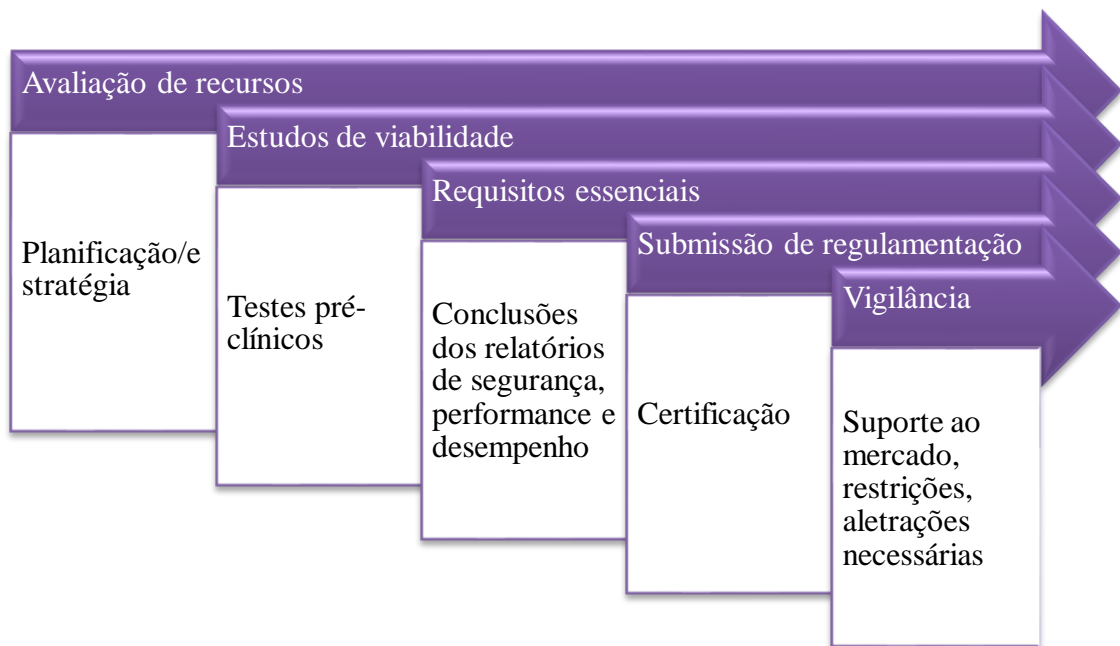 Avaliação de recursos
Planificação/e
stratégia
Estudos de viabilidade
Testes pré-
clínicos
Requisitos essenciais
Conclusões
dos relatórios
de segurança,
performance e
desempenho
Submissão de regulamentação
Certificação
Vigilância
Suporte ao
mercado,
restrições,
aletrações
necessárias